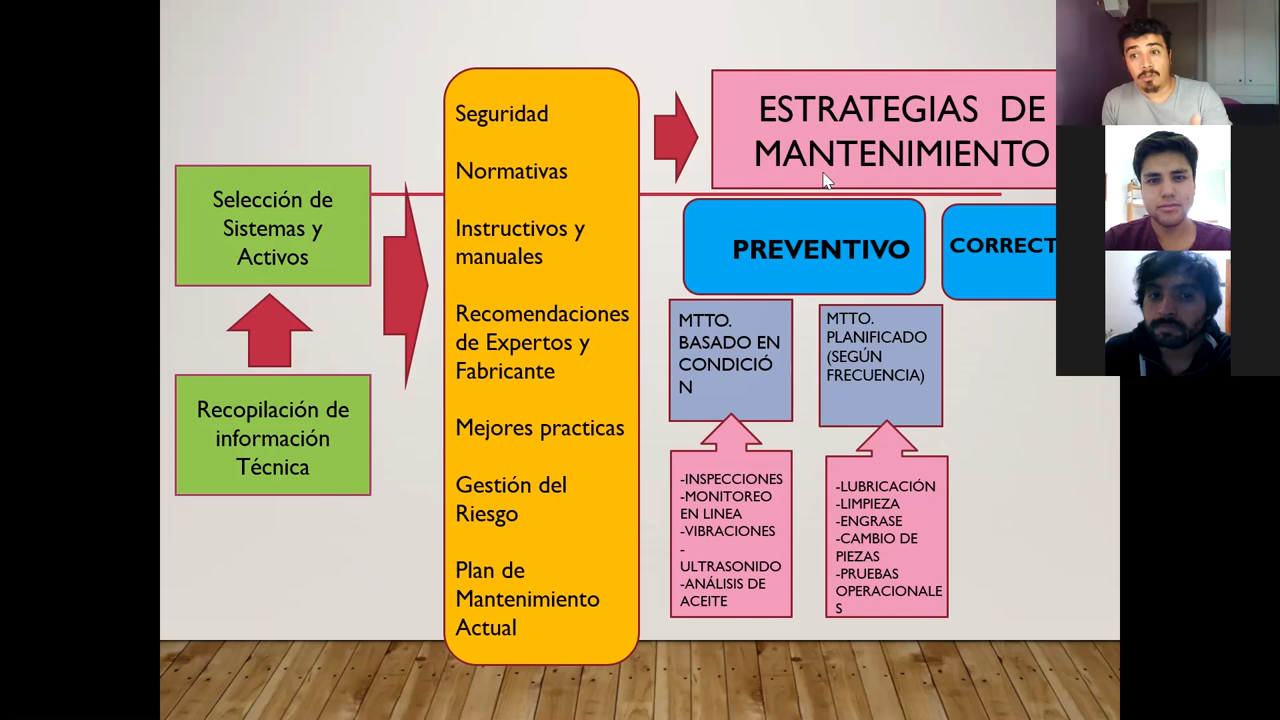 Selección de
Sistemas y
Activos
Recopilación de
información
Técnica
Seguridad
Normativas
Instructivos y
manuales
Recomendaciones
de Expertos y
Fabricante
Mejores practicas
Gestión del
Riesgo
Plan de
Mantenimiento
Actual
ESTRATEGIAS DE
MANTENIMIENTO
PREVENTIVO
CORRECT
MTTO.
BASADO EN
CONDICIÓ
N
MTTO.
PLANIFICADO
(SEGÚN
FRECUENCIA)
-INSPECCIONES
-MONITOREO
EN LINEA
-VIBRACIONES
-
ULTRASONIDO
-ANÁLISIS DE
ACEITE
-LUBRICACIÓN
-LIMPIEZA
-ENGRASE
-CAMBIO DE
PIEZAS
-PRUEBAS
OPERACIONALE
S